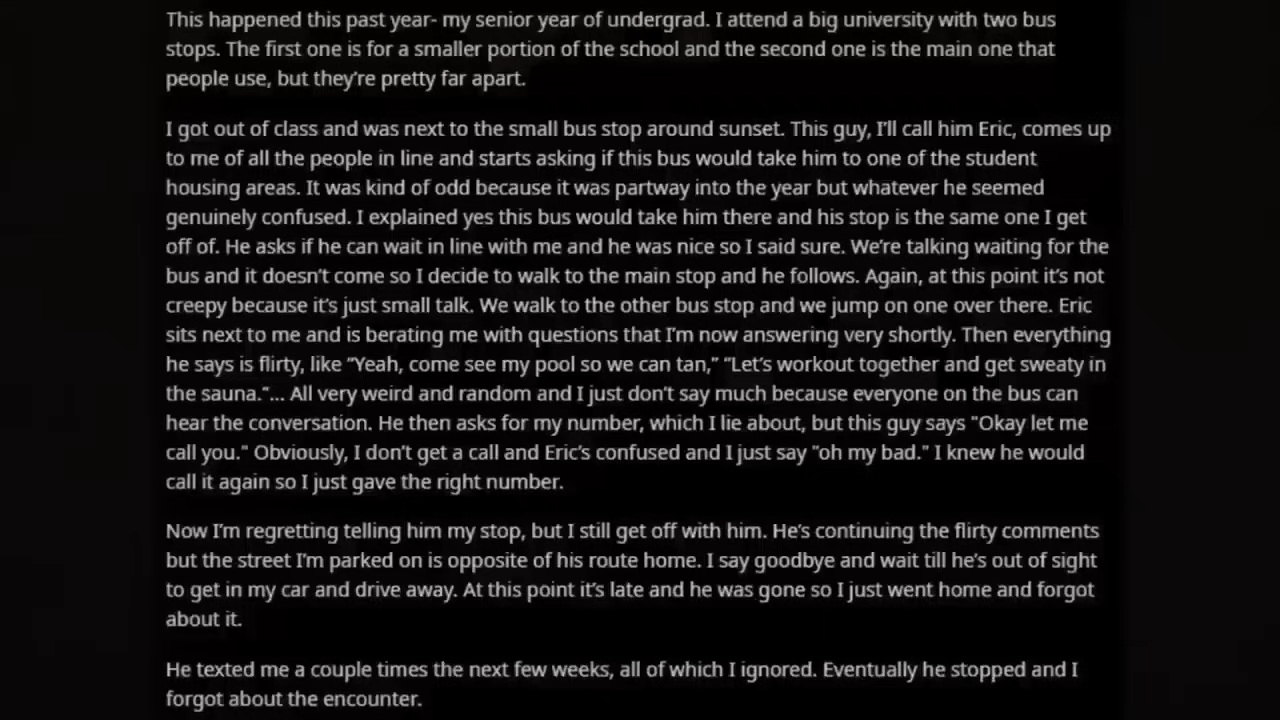 This happened this past year- my senior year of undergrad. I attend a big university with two bus
stops. The first one is for a smaller portion of the school and the second one is the main one that
people use, but they're pretty far apart.
I got out of class and was next to the small bus stop around sunset. This guy, I'll call him Eric, comes up
to me of all the people in line and starts asking if this bus would take him to one of the student
housing areas. It was kind of odd because it was partway into the year but whatever he seemed
genuinely confused. I explained yes this bus would take him there and his stop is the same one I get
off of. He asks if he can wait in line with me and he was nice so I said sure. We're talking waiting for the
bus and it doesn't come so I decide to walk to the main stop and he follows. Again, at this point it's not
creepy because it's just small talk. We walk to the other bus stop and we jump on one over there. Eric
sits next to me and is berating me with questions that I'm now answering very shortly. Then everything
he says is flirty, like "Yeah, come see my pool so we can tan," "Let's workout together and get sweaty in
the sauna."... All very weird and random and I just don't say much because everyone on the bus can
hear the conversation. He then asks for my number, which I lie about, but this guy says "Okay let me
call you." Obviously, I don't get a call and Eric's confused and I just say "oh my bad." I knew he would
call it again so I just gave the right number.
Now I'm regretting telling him my stop, but I still get off with him. He's continuing the flirty comments
but the street I'm parked on is opposite of his route home. I say goodbye and wait till he's out of sight
to get in my car and drive away. At this point it's late and he was gone so I just went home and forgot
about it.
He texted me a couple times the next few weeks, all of which I ignored. Eventually he stopped and I
forgot about the encounter.